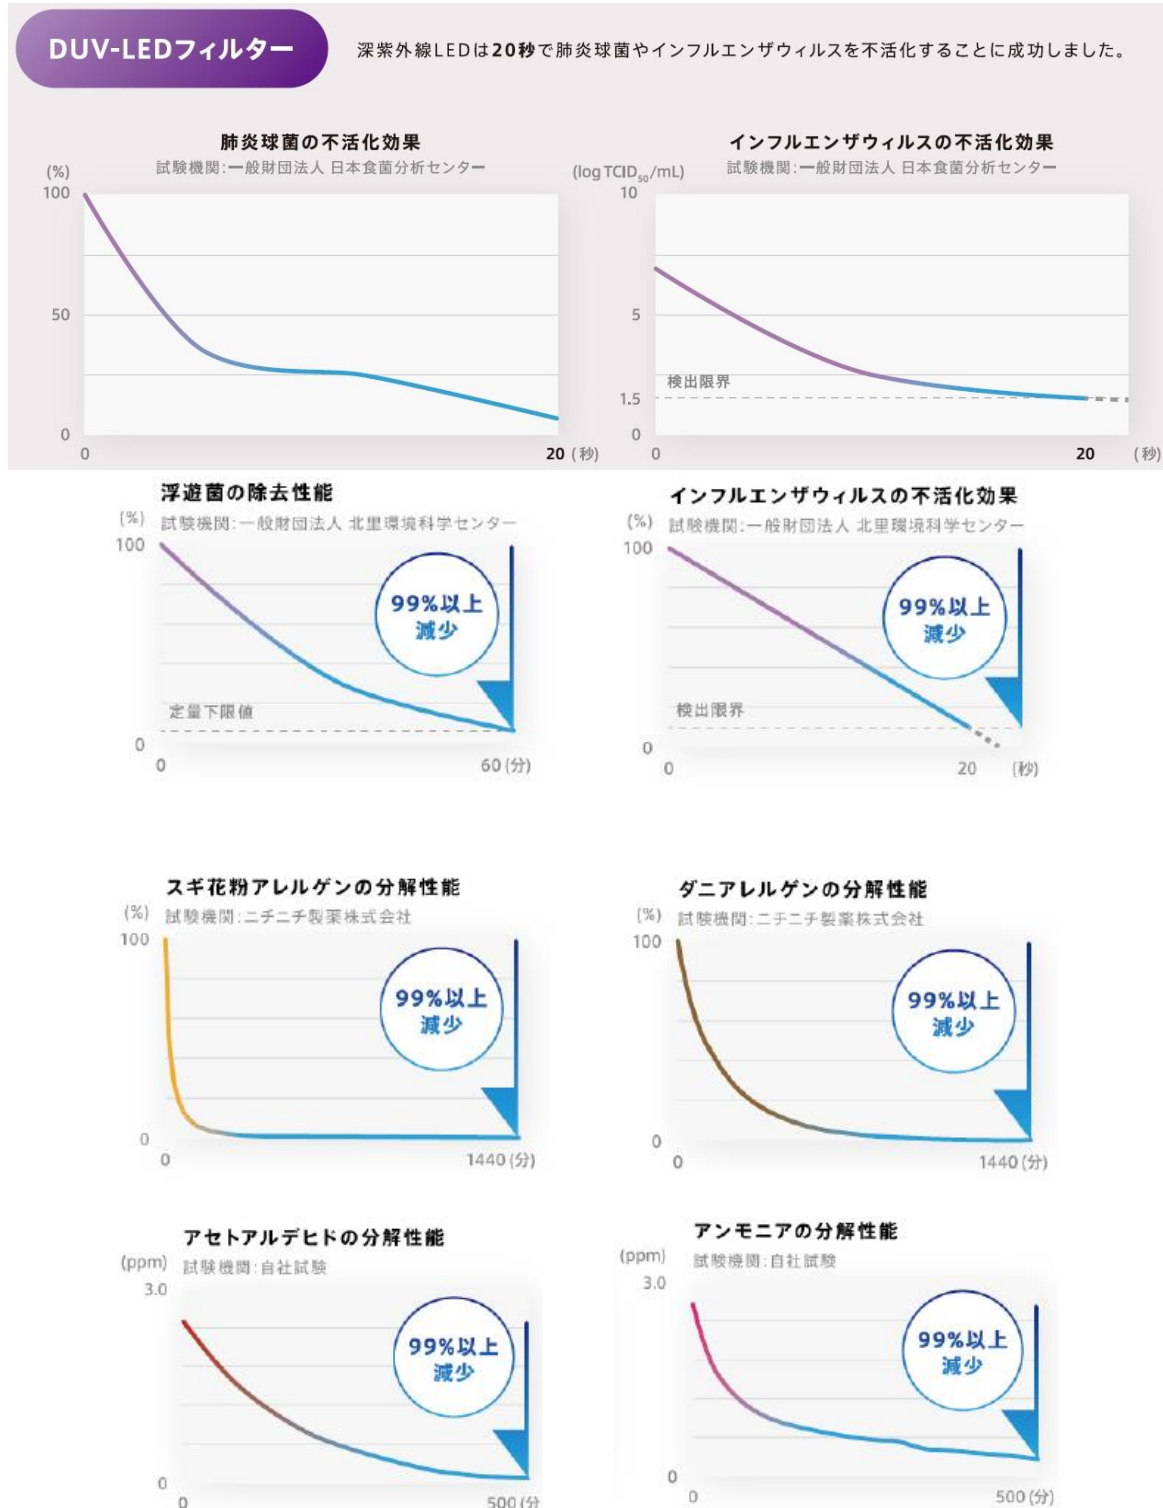 DUV-LEDフィルター
深紫外線LEDは20秒で肺炎球菌やインフルエンザウィルスを不活化することに成功しました。
肺炎球菌の不活化効果
試験機関:一般財団法人 日本食菌分析センター
(%)
100
50
0
0
20 (秒)
インフルエンザウィルスの不活化効果
試験機関:一般財団法人 日本食菌分析センター
(log TCID₅₀/mL)
10
5
検出限界
1.5
0
0
20
(秒)
浮遊菌の除去性能
(%)
試験機関:一般財団法人 北里環境科学センター
100
99%以上
減少
定量下限値
0
0
60 (分)
インフルエンザウィルスの不活化効果
(%)
試験機関:一般財団法人 北里環境科学センター
100
99%以上
減少
検出限界
0
0
20
(秒)
スギ花粉アレルゲンの分解性能
(%)
試験機関:ニチニチ製薬株式会社
100
99%以上
減少
0
0
1440 (分)
ダニアレルゲンの分解性能
(%)
試験機関:ニチニチ製薬株式会社
100
99%以上
減少
0
0
1440 (分)
アセトアルデヒドの分解性能
(ppm)
試験機関:自社試験
3.0
99%以上
減少
0
0
500 (分
アンモニアの分解性能
(ppm)
試験機関:自社試験
3.0
99%以上
減少
0
0
500 (分)